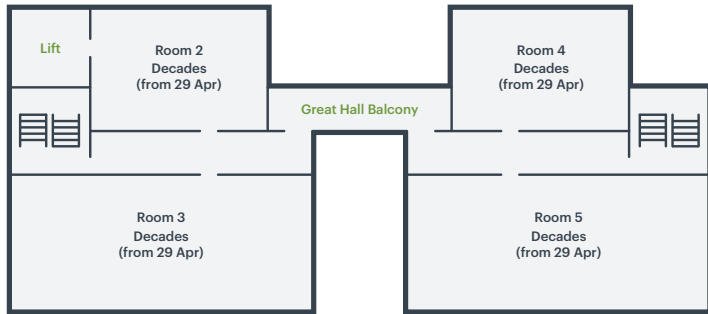 Lift
Room 2
Decades
(from 29 Apr)
Room 4
Decades
(from 29 Apr)
Great Hall Balcony
Room 3
Decades
(from 29 Apr)
Room 5
Decades
(from 29 Apr)